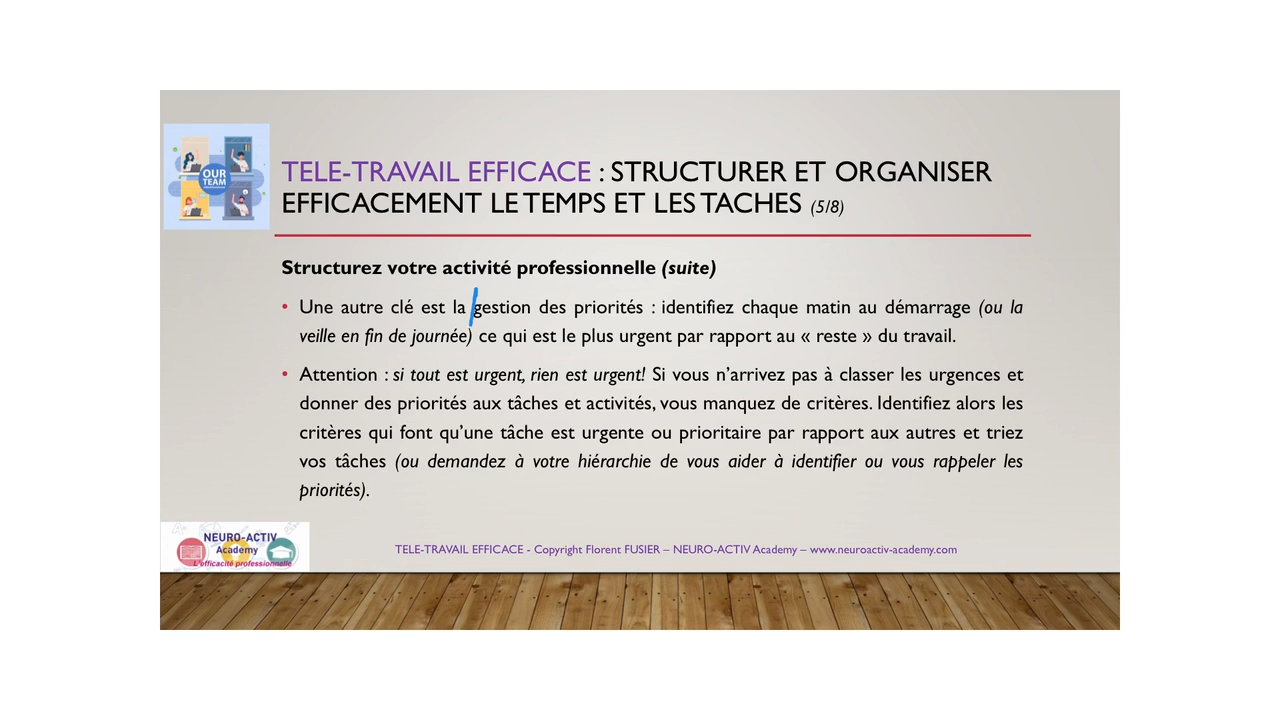 OUR
TEAM
TELE-TRAVAIL EFFICACE : STRUCTURER ET ORGANISER
EFFICACEMENT LE TEMPS ET LES TACHES (5/8)
Structurez votre activité professionnelle (suite)
• Une autre clé est la gestion des priorités : identifiez chaque matin au démarrage (ou la
veille en fin de journée) ce qui est le plus urgent par rapport au « reste » du travail.
• Attention : si tout est urgent, rien est urgent! Si vous n’arrivez pas à classer les urgences et
donner des priorités aux tâches et activités, vous manquez de critères. Identifiez alors les
critères qui font qu’une tâche est urgente ou prioritaire par rapport aux autres et triez
vos tâches (ou demandez à votre hiérarchie de vous aider à identifier ou vous rappeler les
priorités).
NEURO-ACTIV
Academy
L'efficacité professionnelle
TELE-TRAVAIL EFFICACE - Copyright Florent FUSIER – NEURO-ACTIV Academy – www.neuroactiv-academy.com